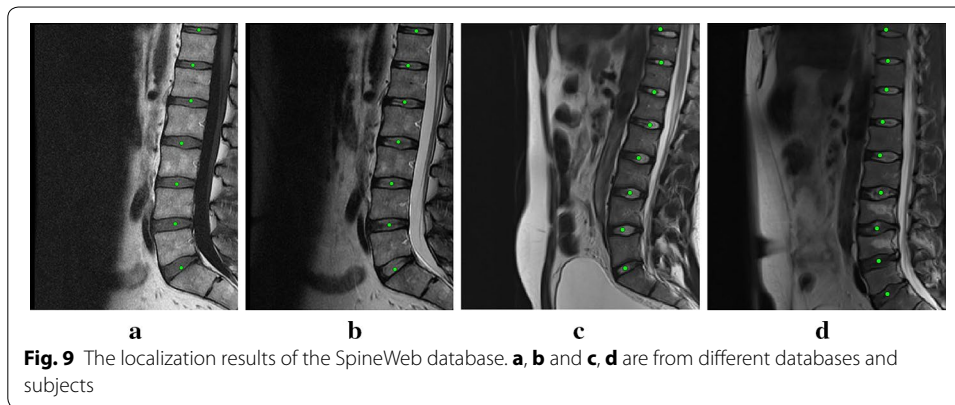 a b c d
Fig. 9 The localization results of the SpineWeb database. a, b and c, d are from different databases and
subjects